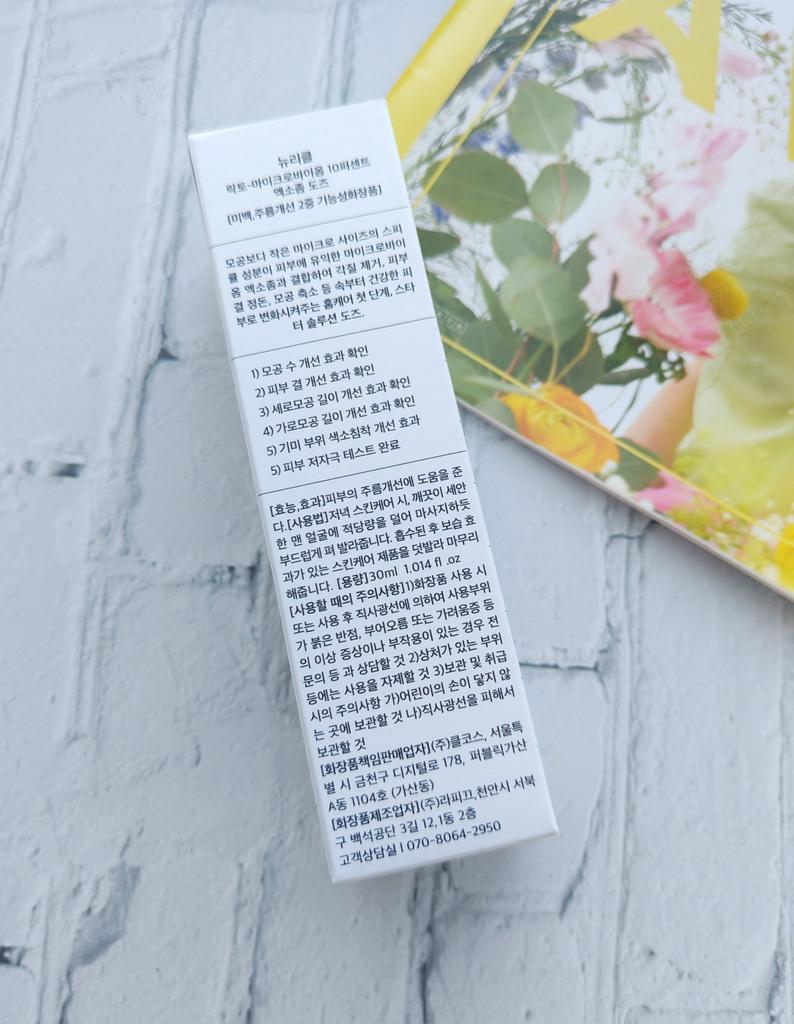 뉴리클
락토-마이크로바이옴 10퍼센트
엑소좀 도즈
[미백,주름개선 2중 기능성화장품]
모공보다 작은 마이크로 사이즈의 스피
큘 성분이 피부에 유익한 마이크로바이
옴 엑소좀과 결합하여 각질 제거, 피부
결 정돈, 모공 축소 등 속부터 건강한 피
부로 변화시켜주는 홈케어 첫 단계, 스타
터 솔루션 도즈.
1) 모공 수 개선 효과 확인
2) 피부 결 개선 효과 확인
3) 세로모공 길이 개선 효과 확인
4) 가로모공 길이 개선 효과 확인
5) 기미 부위 색소침착 개선 효과
5) 피부 저자극 테스트 완료
[효능,효과]피부의 주름개선에 도움을 준
다.[사용법]저녁 스킨케어 시, 깨끗이 세안
한 맨 얼굴에 적당량을 덜어 마사지하듯
부드럽게 펴 발라줍니다. 흡수된 후 보습 효
과가 있는 스킨케어 제품을 덧발라 마무리
해줍니다. [용량]30ml 1.014 fl .oz
[사용할 때의 주의사항]1)화장품 사용 시
또는 사용 후 직사광선에 의하여 사용부위
가 붉은 반점, 부어오름 또는 가려움증 등
의 이상 증상이나 부작용이 있는 경우 전
문의 등 과 상담할 것 2)상처가 있는 부위
등에는 사용을 자제할 것 3)보관 및 취급
시의 주의사항 가)어린이의 손이 닿지 않
는 곳에 보관할 것 나)직사광선을 피해서
보관할 것
[화장품책임판매업자](주)클코스, 서울특
별 시 금천구 디지털로 178, 퍼블릭가산
A동 1104호 (가산동)
[화장품제조업자](주)라피끄,천안시 서북
구 백석공단 3길 12,1동 2층
고객상담실 | 070-8064-2950
A